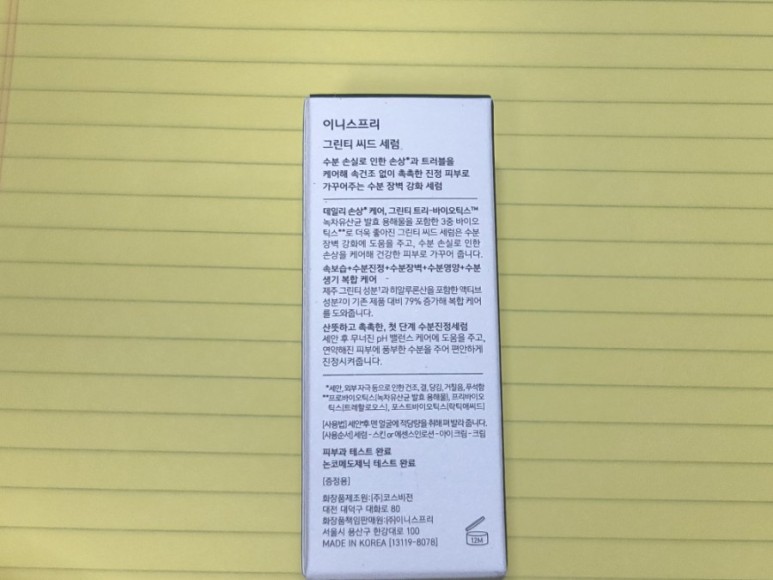 이니스프리
그린티 씨드 세럼
수분 손실로 인한 손상*과 트러블을
케어해 속건조 없이 촉촉한 진정 피부로
가꾸어주는 수분 장벽 강화 세럼
데일리 손상* 케어, 그린티 트리-바이오틱스™
녹차유산균 발효 용해물을 포함한 3중 바이오
틱스**로 더욱 좋아진 그린티 씨드 세럼은 수분
장벽 강화에 도움을 주고, 수분 손실로 인한
손상을 케어해 건강한 피부로 가꾸어 줍니다.
속보습+수분진정+수분장벽+수분영양+수분
생기 복합 케어
제주 그린티 성분¹과 히알루론산을 포함한 액티브
성분²이 기존 제품 대비 79% 증가해 복합 케어
를 도와줍니다.
산뜻하고 촉촉한, 첫 단계 수분진정세럼
세안 후 무너진 pH 밸런스 케어에 도움을 주고,
연약해진 피부에 풍부한 수분을 주어 편안하게
진정시켜줍니다.
*세안, 외부 자극 등으로 인한 건조, 결, 당김, 거칠음, 푸석함
**프로바이오틱스(녹차유산균 발효 용해물), 프리바이오
틱스(트레할로오스), 포스트바이오틱스(락틱애씨드)
[사용법] 세안 후 맨 얼굴에 적당량을 취해 펴 발라 줍니다.
[사용순서] 세럼-스킨 or 에센스인로션-아이 크림-크림
피부과 테스트 완료
논코메도제닉 테스트 완료
[증정용]
화장품제조원:(주)코스비전
대전 대덕구 대화로 80
화장품책임판매원:(주)이니스프리
서울시 용산구 한강대로 100
MADE IN KOREA [13119-8078]
12M